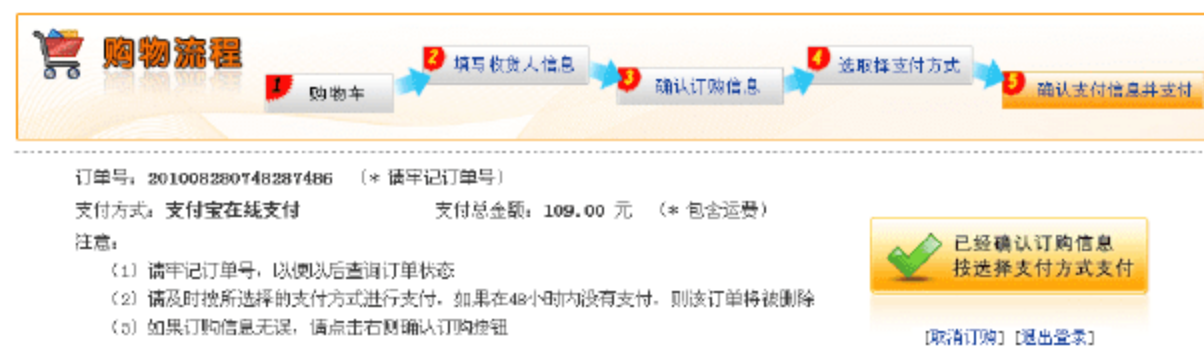 购物流程
1 购物车
2 填写收货人信息
3 确认订购信息
4 选取择支付方式
5 确认支付信息并支付
订单号：201008280748287486 （* 请牢记订单号）
支付方式：支付宝在线支付 支付总金额：109.00 元 （* 包含运费）
注意：
（1）请牢记订单号，以便以后查询订单状态
（2）请及时按所选择的支付方式进行支付，如果在48小时内没有支付，则该订单将被删除
（3）如果订购信息无误，请点击右侧确认订购按钮
已经确认订购信息
按选择支付方式支付
[取消订购] [退出登录]